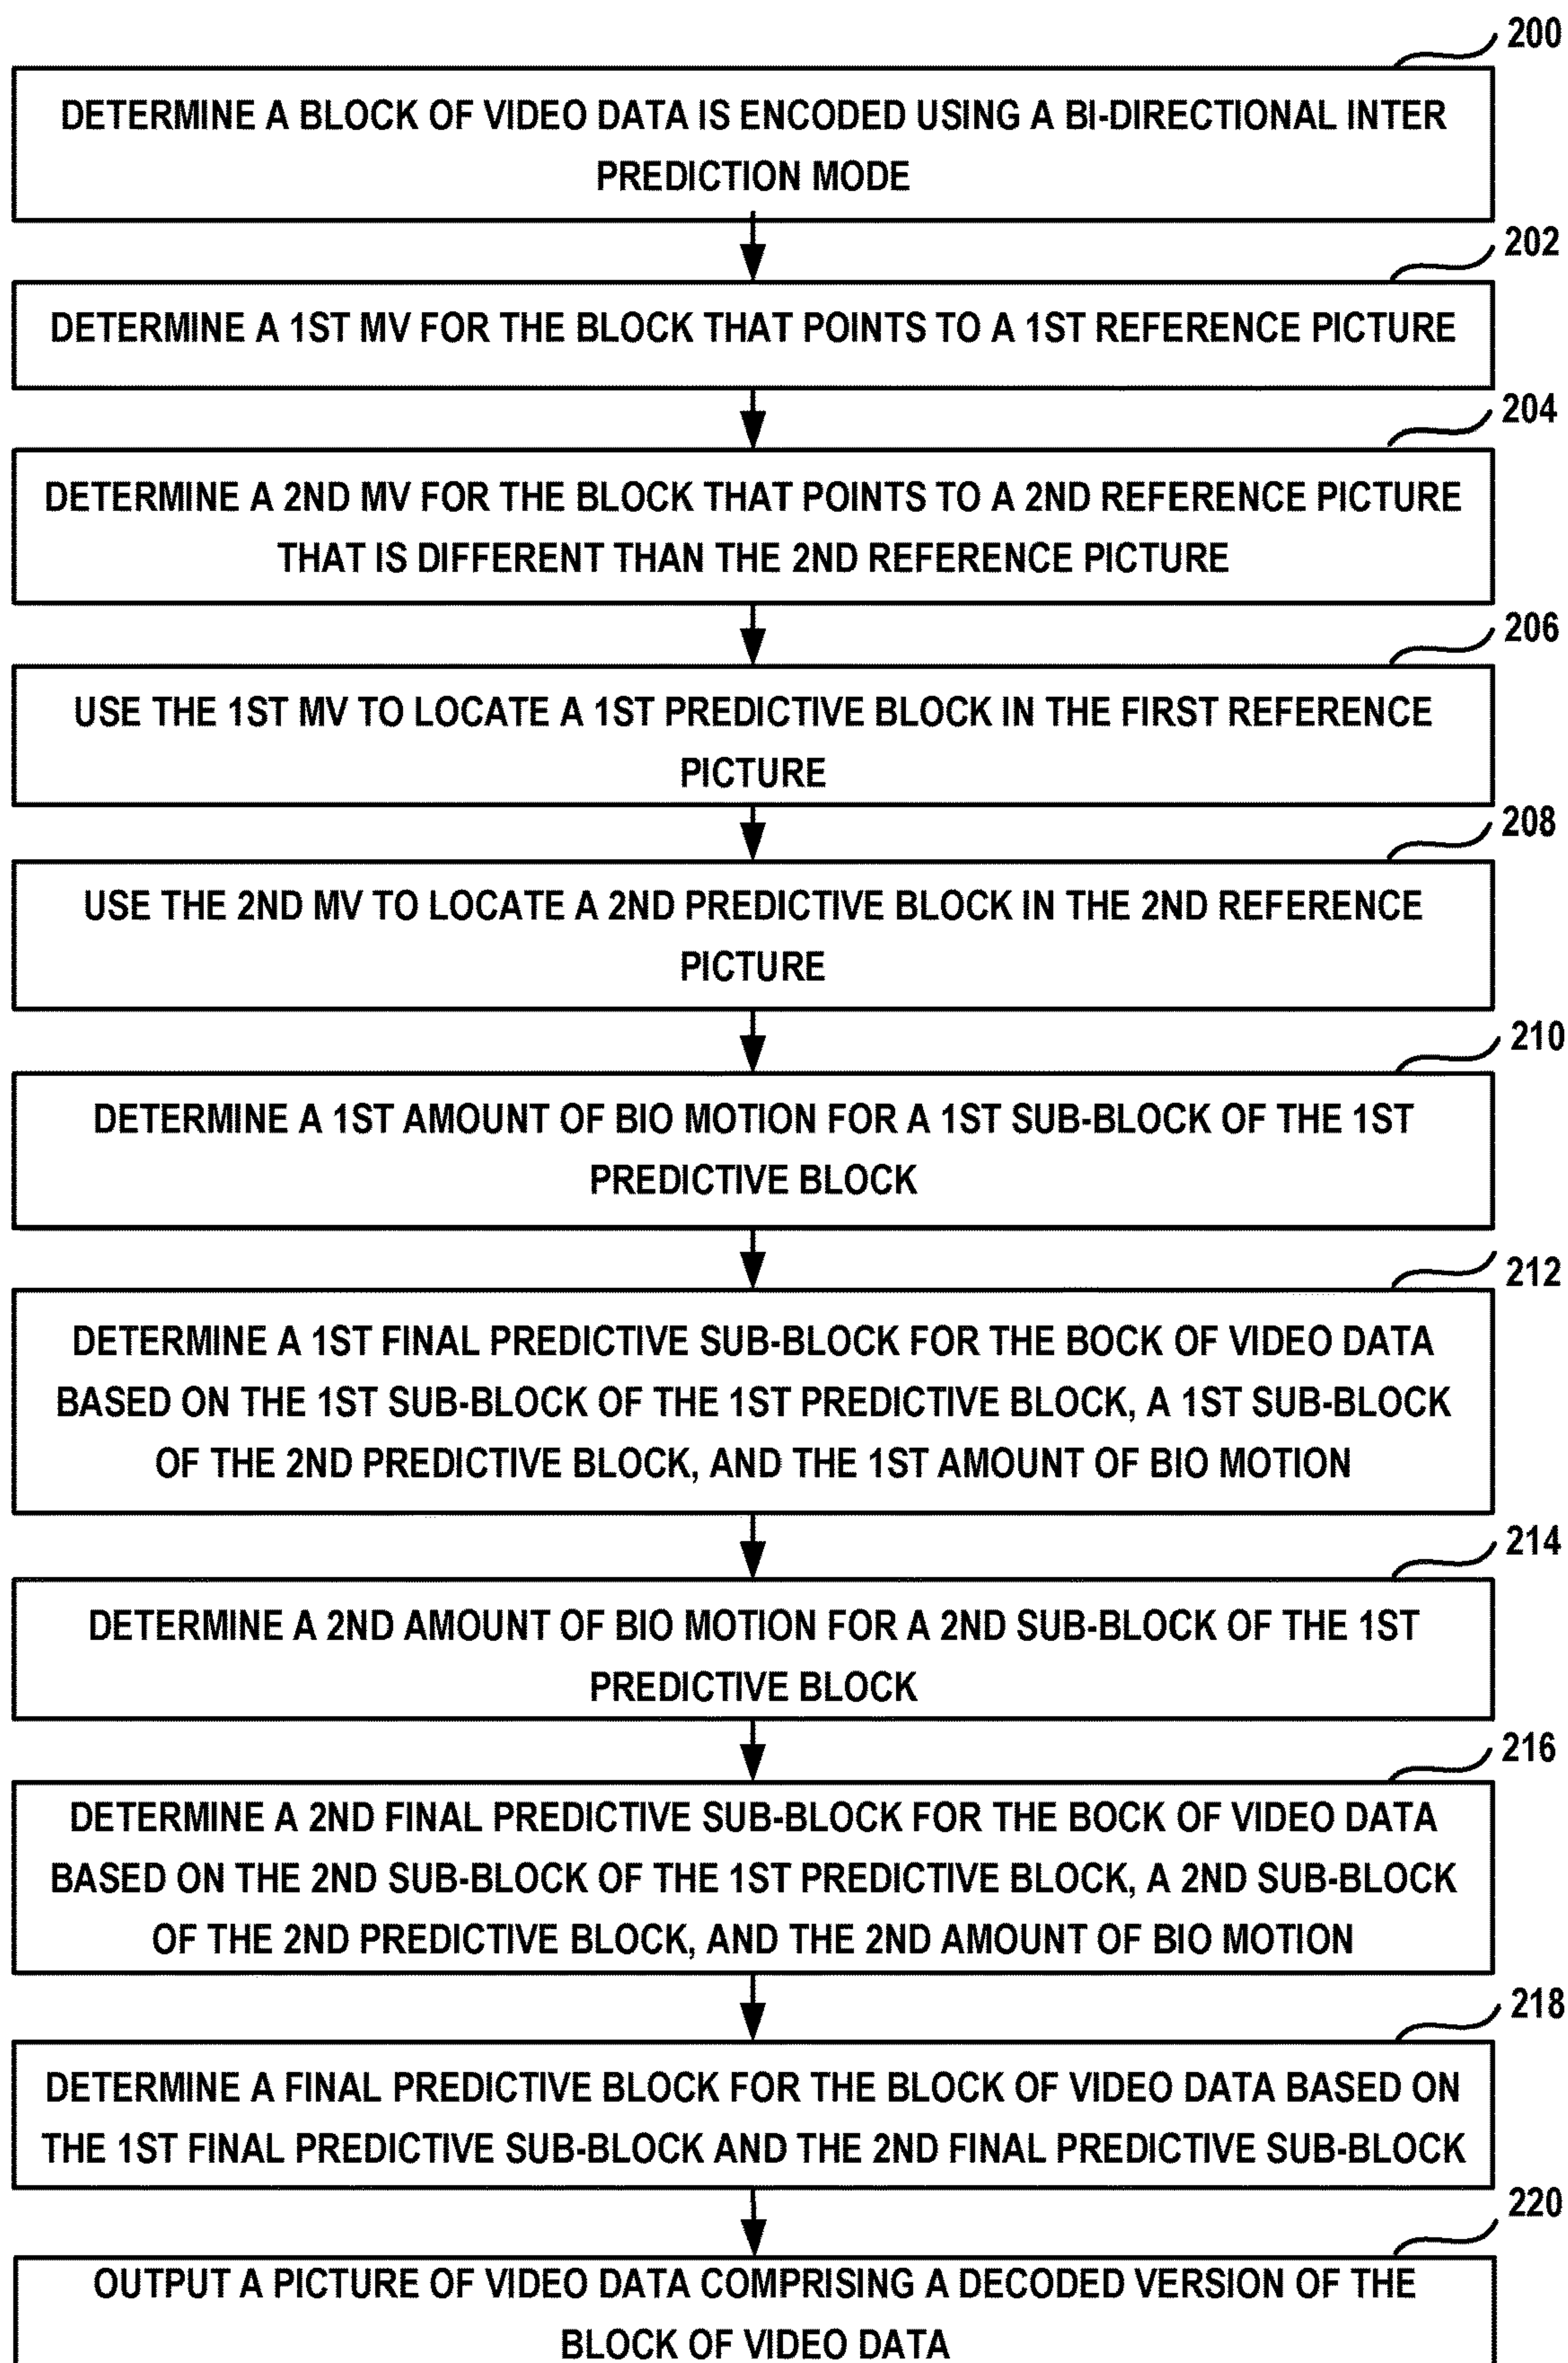 200
DETERMINE A BLOCK OF VIDEO DATA IS ENCODED USING A BI-DIRECTIONAL INTER
PREDICTION MODE
202
DETERMINE A 1ST MV FOR THE BLOCK THAT POINTS TO A 1ST REFERENCE PICTURE
204
DETERMINE A 2ND MV FOR THE BLOCK THAT POINTS TO A 2ND REFERENCE PICTURE
THAT IS DIFFERENT THAN THE 2ND REFERENCE PICTURE
206
USE THE 1ST MV TO LOCATE A 1ST PREDICTIVE BLOCK IN THE FIRST REFERENCE
PICTURE
208
USE THE 2ND MV TO LOCATE A 2ND PREDICTIVE BLOCK IN THE 2ND REFERENCE
PICTURE
210
DETERMINE A 1ST AMOUNT OF BIO MOTION FOR A 1ST SUB-BLOCK OF THE 1ST
PREDICTIVE BLOCK
212
DETERMINE A 1ST FINAL PREDICTIVE SUB-BLOCK FOR THE BOCK OF VIDEO DATA
BASED ON THE 1ST SUB-BLOCK OF THE 1ST PREDICTIVE BLOCK, A 1ST SUB-BLOCK
OF THE 2ND PREDICTIVE BLOCK, AND THE 1ST AMOUNT OF BIO MOTION
214
DETERMINE A 2ND AMOUNT OF BIO MOTION FOR A 2ND SUB-BLOCK OF THE 1ST
PREDICTIVE BLOCK
216
DETERMINE A 2ND FINAL PREDICTIVE SUB-BLOCK FOR THE BOCK OF VIDEO DATA
BASED ON THE 2ND SUB-BLOCK OF THE 1ST PREDICTIVE BLOCK, A 2ND SUB-BLOCK
OF THE 2ND PREDICTIVE BLOCK, AND THE 2ND AMOUNT OF BIO MOTION
218
DETERMINE A FINAL PREDICTIVE BLOCK FOR THE BLOCK OF VIDEO DATA BASED ON
THE 1ST FINAL PREDICTIVE SUB-BLOCK AND THE 2ND FINAL PREDICTIVE SUB-BLOCK
220
OUTPUT A PICTURE OF VIDEO DATA COMPRISING A DECODED VERSION OF THE
BLOCK OF VIDEO DATA